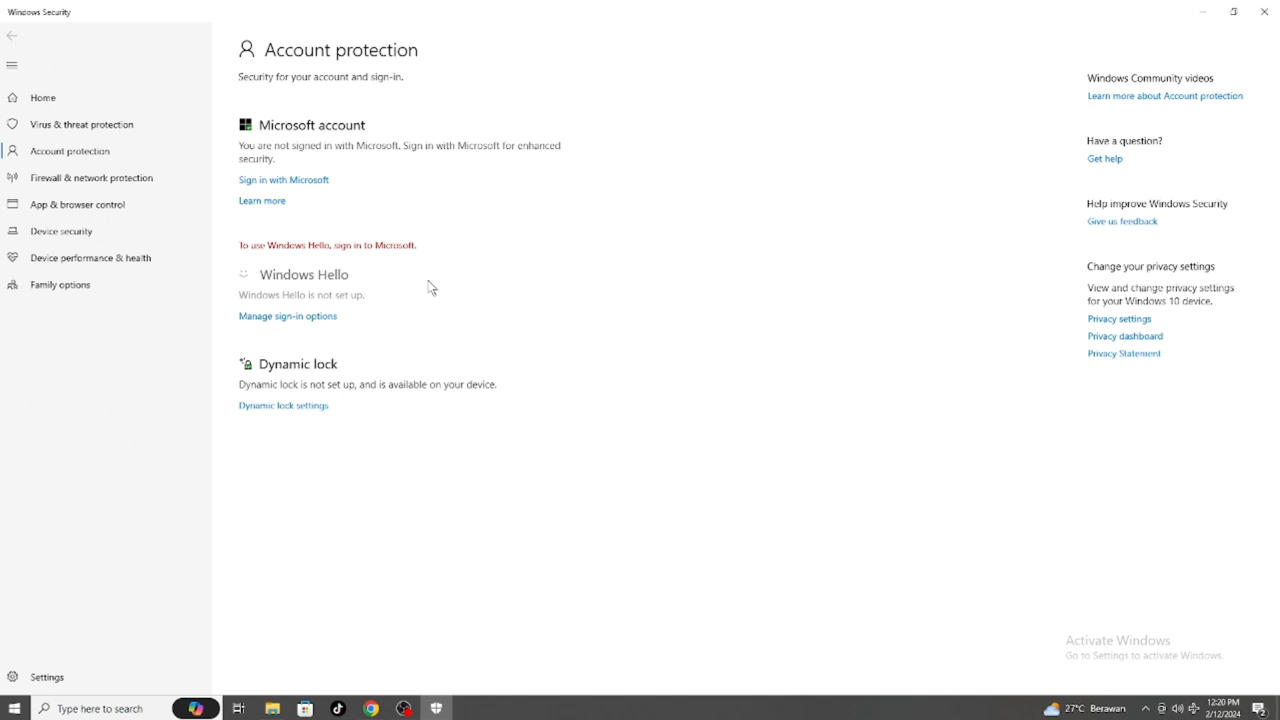 Windows Security
Home
Virus & threat protection
Account protection
Firewall & network protection
App & browser control
Device security
Device performance & health
Family options
Settings
Account protection
Security for your account and sign-in.
Microsoft account
You are not signed in with Microsoft. Sign in with Microsoft for enhanced
security.
Sign in with Microsoft
Learn more
To use Windows Hello, sign in to Microsoft.
Windows Hello
Windows Hello is not set up.
Manage sign-in options
Dynamic lock
Dynamic lock is not set up, and is available on your device.
Dynamic lock settings
Windows Community videos
Learn more about Account protection
Have a question?
Get help
Help improve Windows Security
Give us feedback
Change your privacy settings
View and change privacy settings
for your Windows 10 device.
Privacy settings
Privacy dashboard
Privacy Statement
Activate Windows
Go to Settings to activate Windows.
Type here to search
27°C Berawan
12:20 PM
2/12/2024